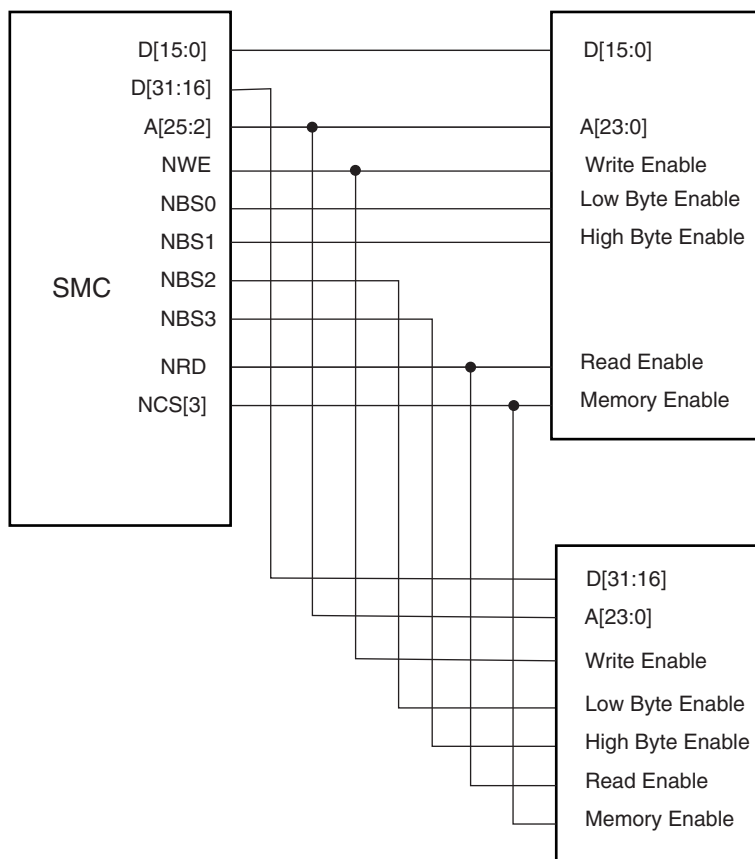 D[15:0]
D[31:16]
A[25:2]
NWE
NBS0
NBS1
NBS2
NBS3
NRD
NCS[3]
SMC
D[15:0]
A[23:0]
Write Enable
Low Byte Enable
High Byte Enable
Read Enable
Memory Enable
D[31:16]
A[23:0]
Write Enable
Low Byte Enable
High Byte Enable
Read Enable
Memory Enable